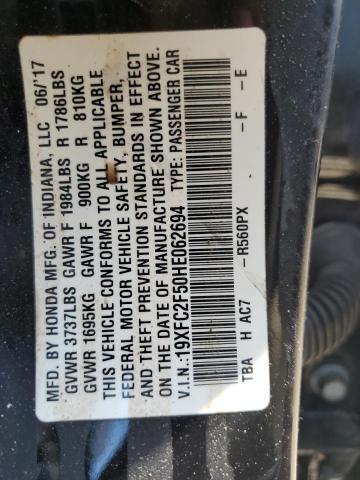 MFD. BY HONDA MFG. OF INDIANA, LLC 06/'17
GVWR 3737LBS GAWR F 1984LBS R 1786LBS
GVWR 1695KG GAWR F 900KG R 810KG
THIS VEHICLE CONFORMS TO ALL APPLICABLE
FEDERAL MOTOR VEHICLE SAFETY, BUMPER,
AND THEFT PREVENTION STANDARDS IN EFFECT
ON THE DATE OF MANUFACTURE SHOWN ABOVE.
V.I.N.:19XFC2F50HE062694 TYPE:PASSENGER CAR
TBA H AC7 -R560PX -F -E